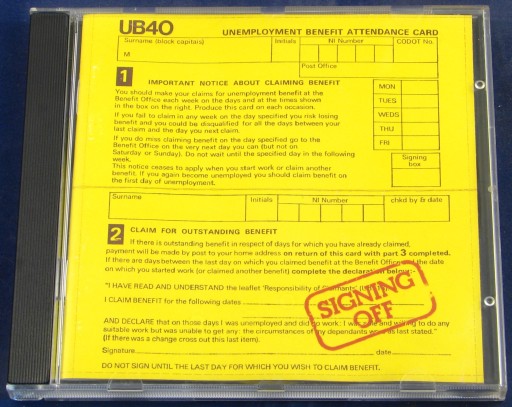 UB40 UNEMPLOYMENT BENEFIT ATTENDANCE CARD
Surname (block capitals) Initials NI Number CODOT No.
M
Post Office
1 IMPORTANT NOTICE ABOUT CLAIMING BENEFIT
You should make your claims for unemployment benefit at the
Benefit Office each week on the days and at the times shown
in the box on the right. Produce this card on each occasion.
If you fail to claim in any week on the day specified you risk losing
benefit and you could be disqualified for all the days between your
last claim and the day you next claim.
If you do miss claiming benefit on the day specified go to the
Benefit Office on the very next day you can (but not on
Saturday or Sunday). Do not wait until the specified day in the following
week.
This notice ceases to apply when you start work or claim another
benefit. If you again become unemployed you should claim benefit on
the first day of unemployment.
MON
TUES
WEDS
THU
FRI
Signing
box
Surname Initials NI Number chkd by & date
2 CLAIM FOR OUTSTANDING BENEFIT
If there is outstanding benefit in respect of days for which you have already claimed,
payment will be made by post to your home address on return of this card with part 3 completed.
If there are days between the last day on which you claimed benefit at the Benefit Office and the date
on which you started work (or claimed another benefit) complete the declaration below:-
"I HAVE READ AND UNDERSTAND the leaflet 'Responsibility of Claimants'
I CLAIM BENEFIT for the following dates
AND DECLARE that on those days I was unemployed and did no work: I was able and willing to do any
suitable work but was unable to get any: the circumstances of my dependants were as last stated."
(If there was a change cross out this last item).
Signature date
DO NOT SIGN UNTIL THE LAST DAY FOR WHICH YOU WISH TO CLAIM BENEFIT.
SIGNING
OFF